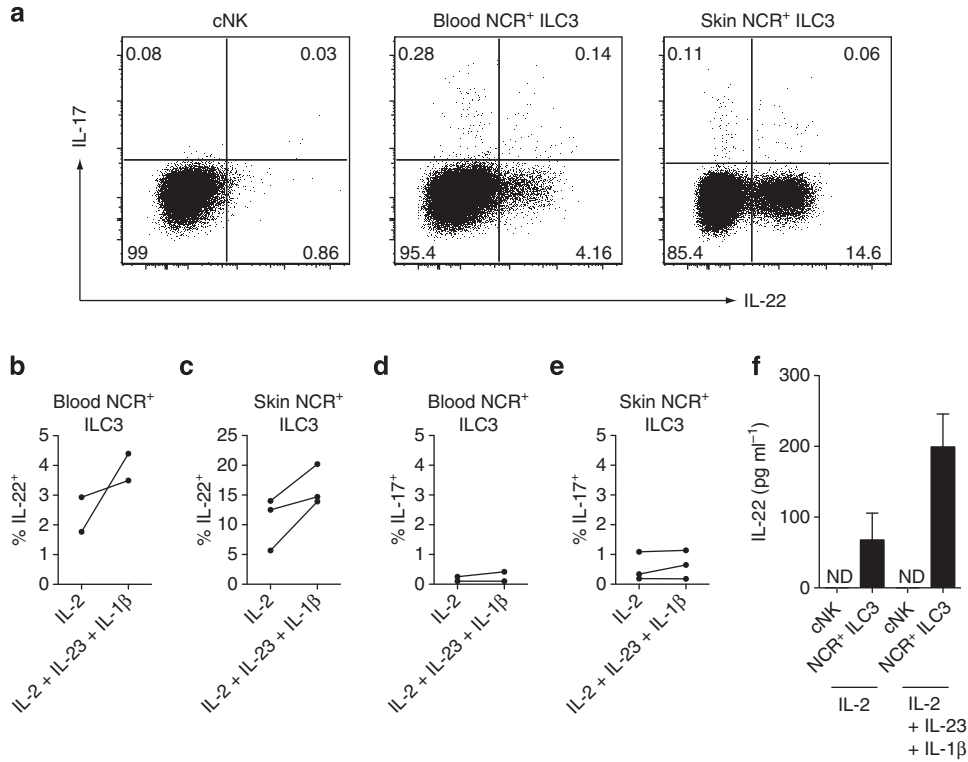 a
cNK
Blood NCR⁺ ILC3
Skin NCR⁺ ILC3
0.08 0.03
0.28 0.14
0.11 0.06
IL-17
99 0.86
95.4 4.16
85.4 14.6
IL-22
b
Blood NCR⁺
ILC3
% IL-22⁺
5
4
3
2
1
0
IL-2
IL-2 + IL-23 + IL-1β
c
Skin NCR⁺
ILC3
% IL-22⁺
25
20
15
10
5
0
IL-2
IL-2 + IL-23 + IL-1β
d
Blood NCR⁺
ILC3
% IL-17⁺
5
4
3
2
1
0
IL-2
IL-2 + IL-23 + IL-1β
e
Skin NCR⁺
ILC3
% IL-17⁺
5
4
3
2
1
0
IL-2
IL-2 + IL-23 + IL-1β
f
IL-22 (pg ml⁻¹)
300
200
100
0
ND
ND
cNK
NCR⁺ ILC3
cNK
NCR⁺ ILC3
IL-2
IL-2
+ IL-23
+ IL-1β